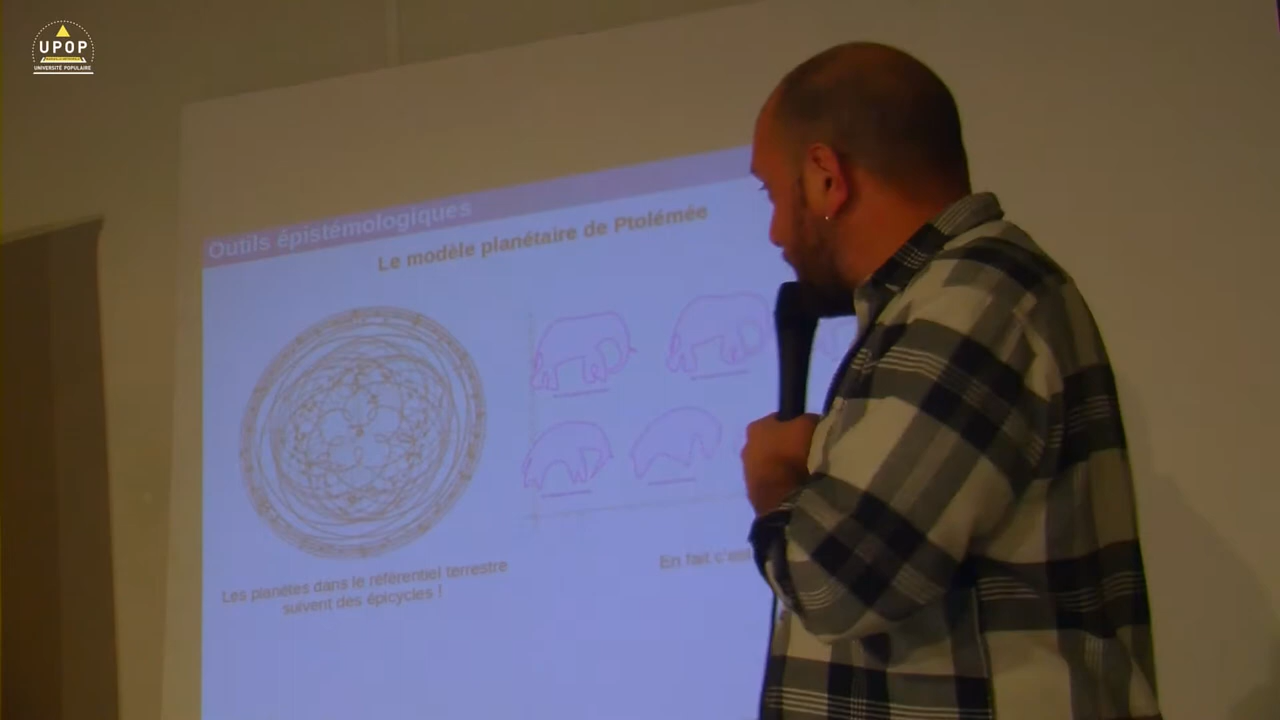 UPOP
UNIVERSITÉ POPULAIRE
Outils épistémologiques
Le modèle planétaire de Ptolémée
Les planètes dans le référentiel terrestre
suivent des épicycles !
En fait c'est